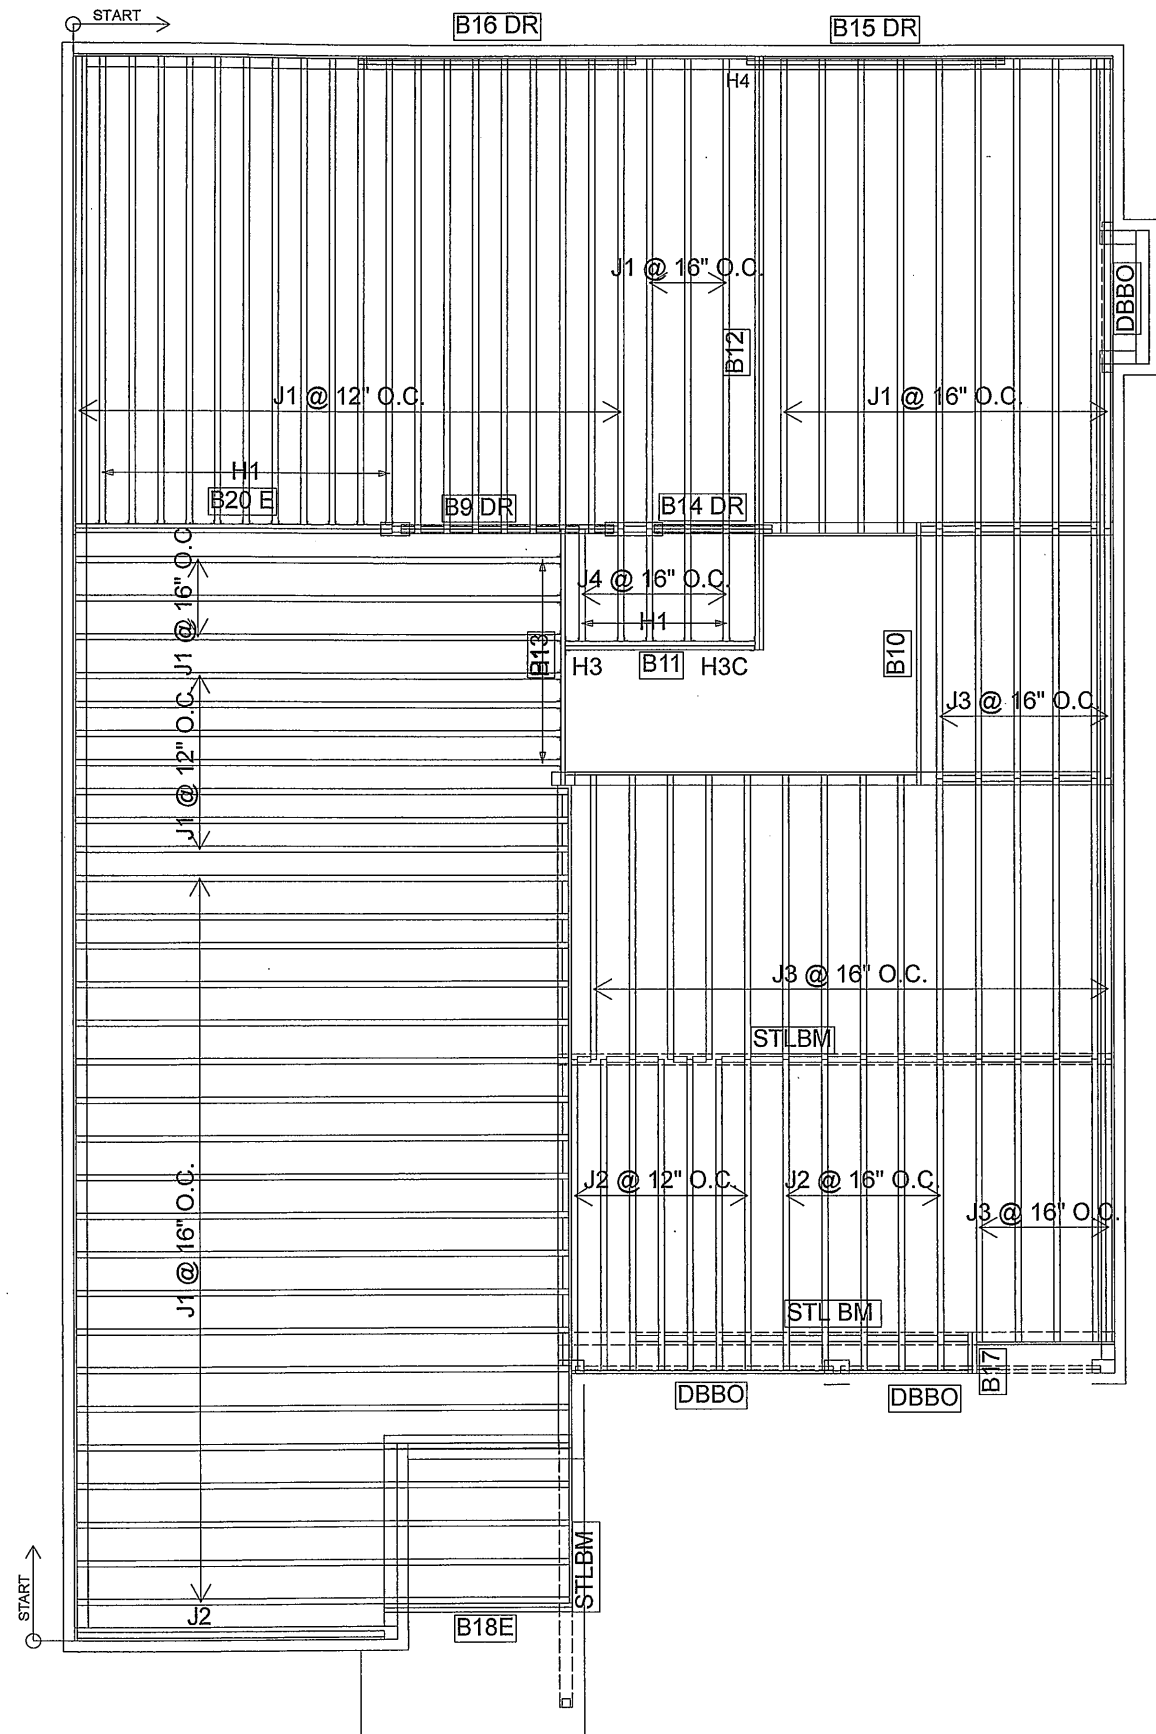 START
B16 DR
B15 DR
H4
DBBO
J1 @ 16" O.C.
B12
J1 @ 12" O.C.
J1 @ 16" O.C.
H1
B20 E
B9 DR
B14 DR
J1 @ 16" O.C.
J4 @ 16" O.C.
H1
B13
H3
B11
H3C
B10
J3 @ 16" O.C.
J1 @ 12" O.C.
J3 @ 16" O.C.
STLBM
J2 @ 12" O.C.
J2 @ 16" O.C.
J3 @ 16" O.C.
J1 @ 16" O.C.
STL BM
B17
DBBO
DBBO
STLBM
START
J2
B18E